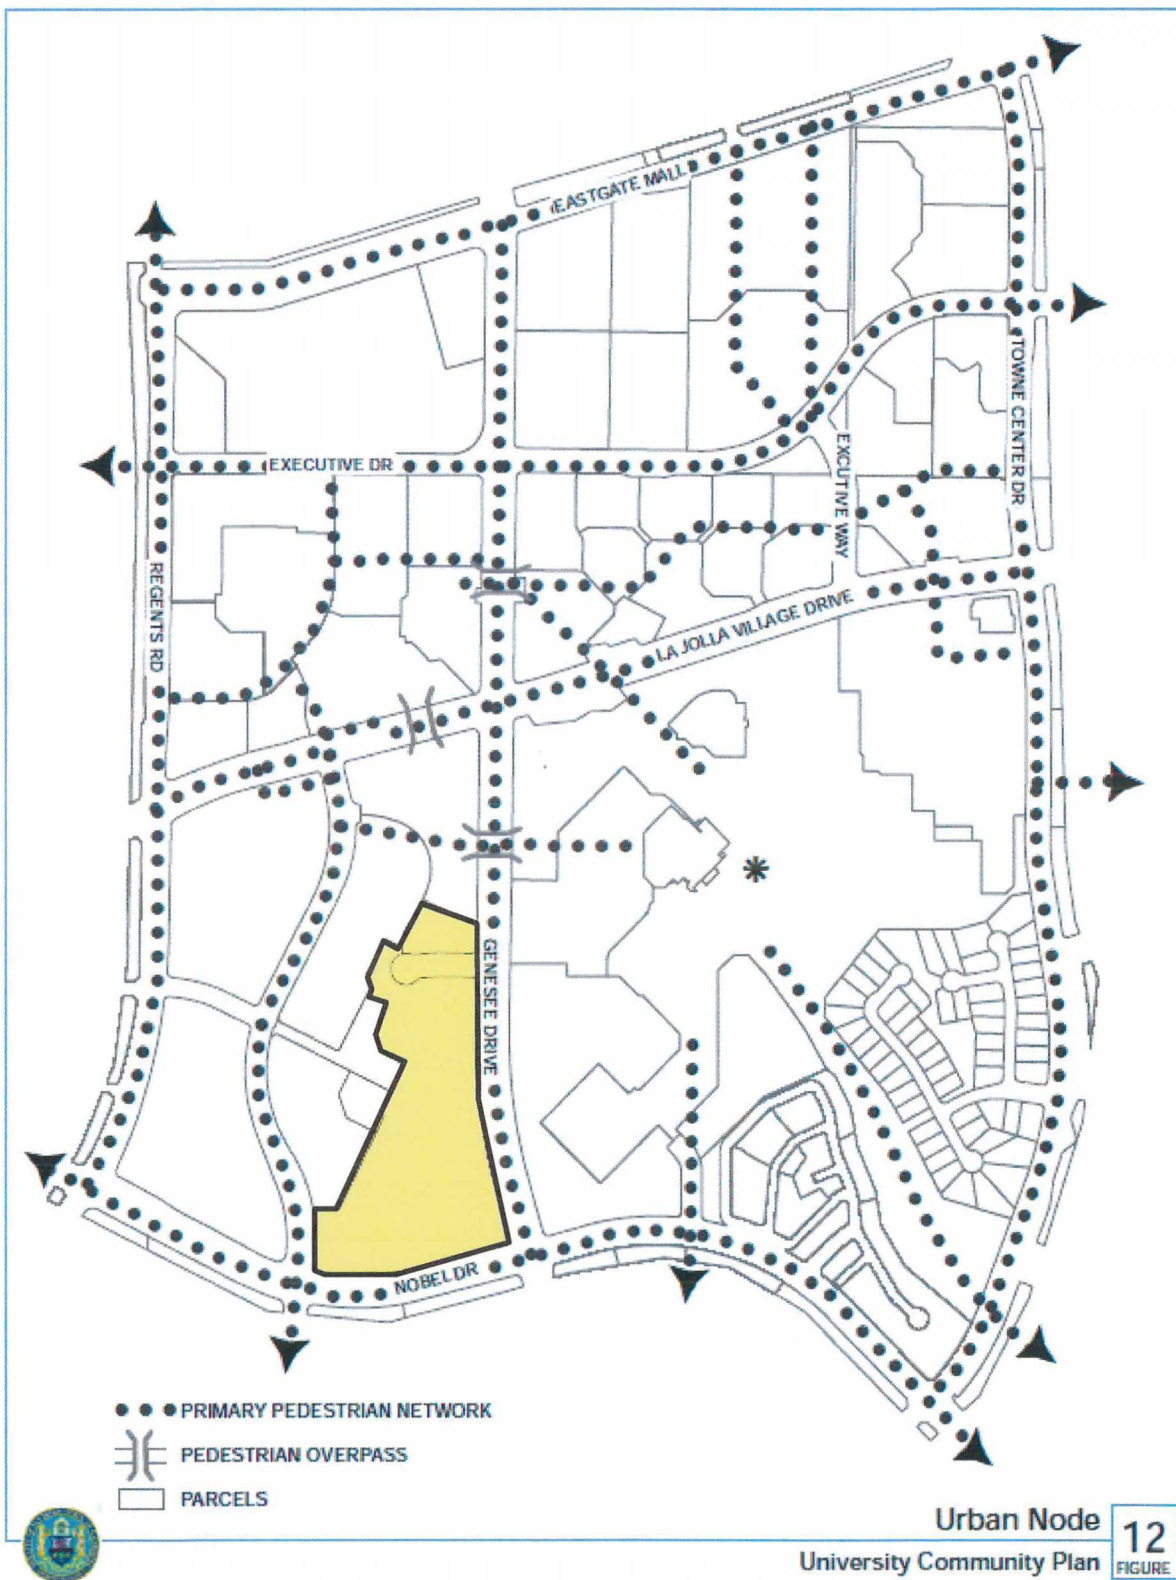 EASTGATE MALL
EXECUTIVE DR
TOWNE CENTER DR
EXCUTIVE WAY
REGENTS RD
LA JOLLA VILLAGE DRIVE
GENESEE DRIVE
NOBEL DR
PRIMARY PEDESTRIAN NETWORK
PEDESTRIAN OVERPASS
PARCELS
Urban Node
University Community Plan
12
FIGURE